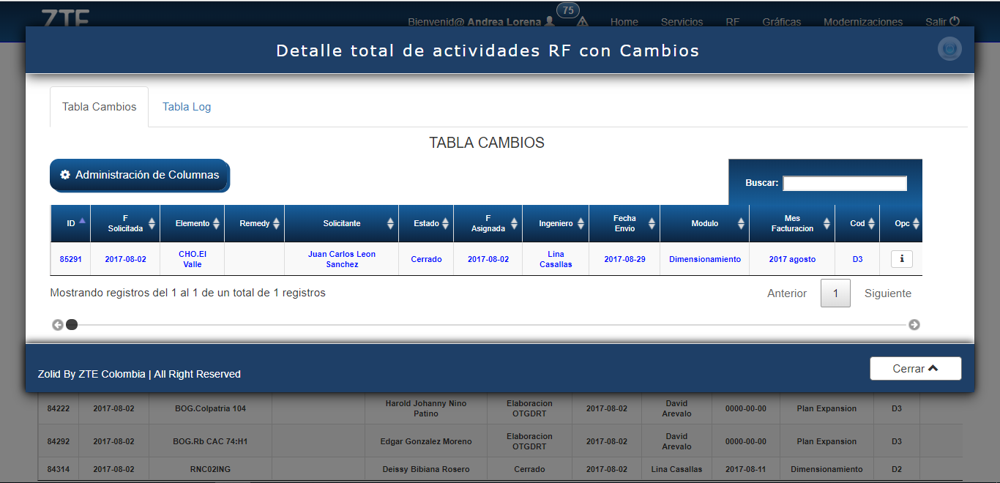 ZTE
Bienvenid@ Andrea Lorena 75 Home Servicios RF Gráficas Modernizaciones Salir
Detalle total de actividades RF con Cambios
Tabla Cambios Tabla Log
TABLA CAMBIOS
Administración de Columnas
Buscar:
ID F Solicitada Elemento Remedy Solicitante Estado F Asignada Ingeniero Fecha Envio Modulo Mes Facturacion Cod Opc
85291 2017-08-02 CHO.El Valle Juan Carlos Leon Sanchez Cerrado 2017-08-02 Lina Casallas 2017-08-29 Dimensionamiento 2017 agosto D3 i
Mostrando registros del 1 al 1 de un total de 1 registros
Anterior 1 Siguiente
Zolid By ZTE Colombia | All Right Reserved
Cerrar
84222 2017-08-02 BOG.Colpatria 104 Harold Johanny Nino Patino Elaboracion OTGDRT 2017-08-02 David Arevalo 0000-00-00 Plan Expansion D3
84292 2017-08-02 BOG.Rb CAC 74:H1 Edgar Gonzalez Moreno Elaboracion OTGDRT 2017-08-02 David Arevalo 0000-00-00 Plan Expansion D3
84314 2017-08-02 RNC02ING Deissy Bibiana Rosero Cerrado 2017-08-02 Lina Casallas 2017-08-11 Dimensionamiento D2